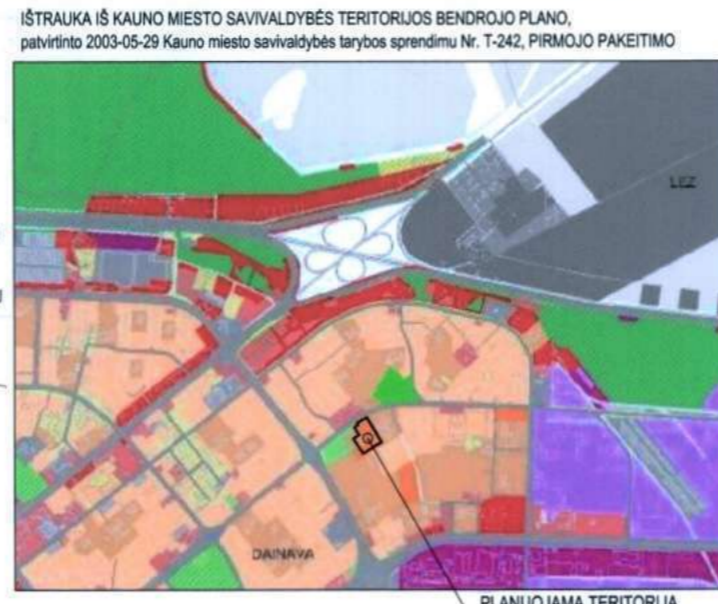 IŠTRAUKA IŠ KAUNO MIESTO SAVIVALDYBĖS TERITORIJOS BENDROJO PLANO,
patvirtinto 2003-05-29 Kauno miesto savivaldybės tarybos sprendimu Nr. T-242, PIRMOJO PAKEITIMO
LEZ
DAINAVA
PLANUOJAMA TERITORIJA